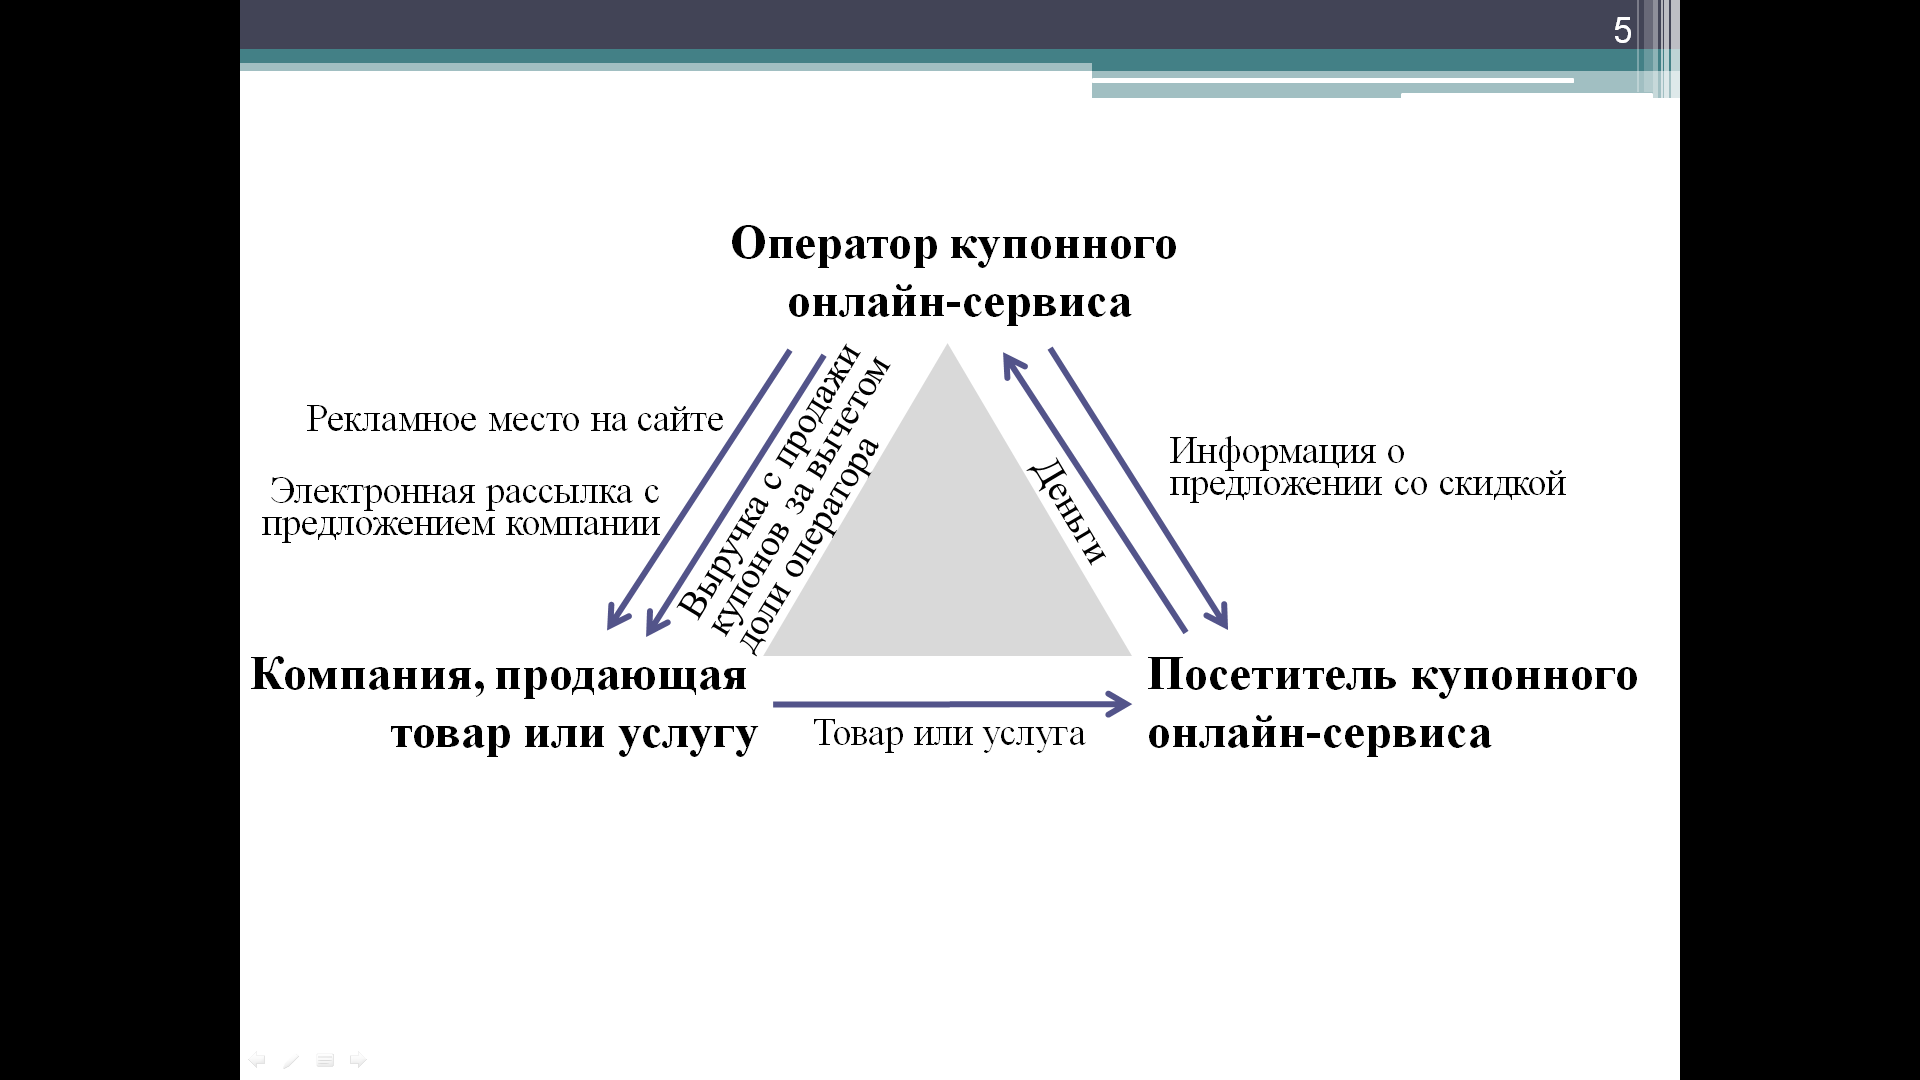 5
Оператор купонного
онлайн-сервиса
Рекламное место на сайте
Электронная рассылка с
предложением компании
Выручка с продажи
купонов за вычетом
доли оператора
Деньги
Информация о
предложении со скидкой
Компания, продающая
товар или услугу
Товар или услуга
Посетитель купонного
онлайн-сервиса